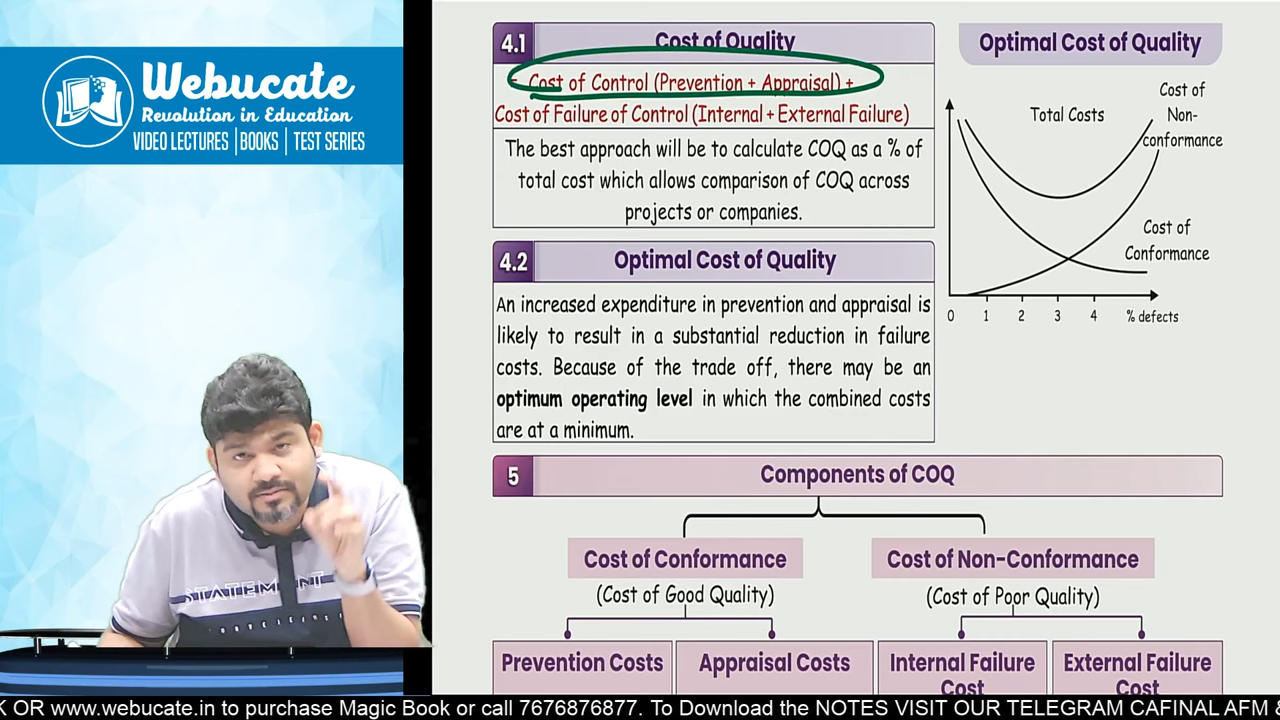 Webucate
Revolution in Education
VIDEO LECTURES | BOOKS | TEST SERIES
4.1 Cost of Quality
= Cost of Control (Prevention + Appraisal) +
Cost of Failure of Control (Internal + External Failure)
The best approach will be to calculate COQ as a % of
total cost which allows comparison of COQ across
projects or companies.
4.2 Optimal Cost of Quality
An increased expenditure in prevention and appraisal is
likely to result in a substantial reduction in failure
costs. Because of the trade off, there may be an
optimum operating level in which the combined costs
are at a minimum.
Optimal Cost of Quality
Total Costs
Cost of
Non-
conformance
Cost of
Conformance
0 1 2 3 4 % defects
5 Components of COQ
Cost of Conformance
(Cost of Good Quality)
Cost of Non-Conformance
(Cost of Poor Quality)
Prevention Costs
Appraisal Costs
Internal Failure
Cost
External Failure
Cost
STATEMENT
K OR www.webucate.in to purchase Magic Book or call 7676876877. To Download the NOTES VISIT OUR TELEGRAM CAFINAL AFM &